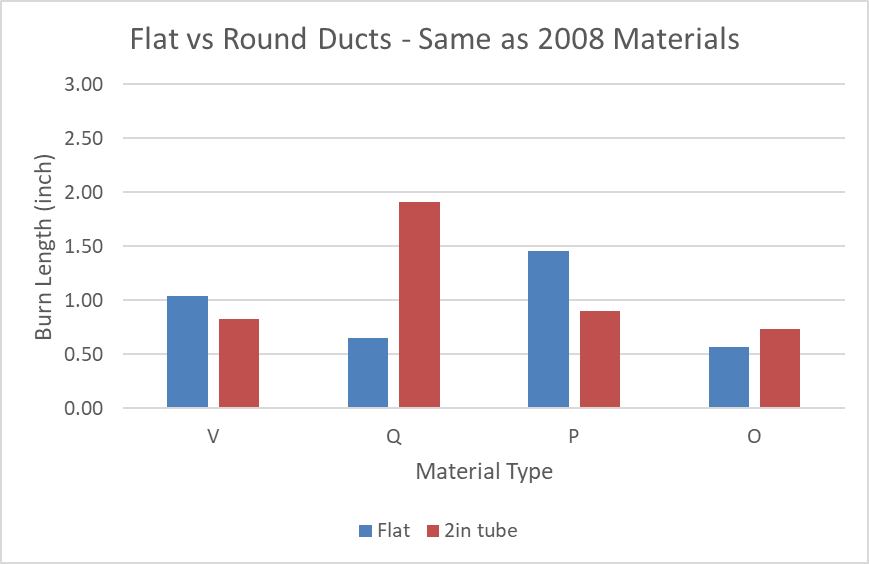 Flat vs Round Ducts - Same as 2008 Materials
3.00
2.50
2.00
1.50
1.00
0.50
0.00
Burn Length (inch)
V Q P O
Material Type
Flat 2in tube